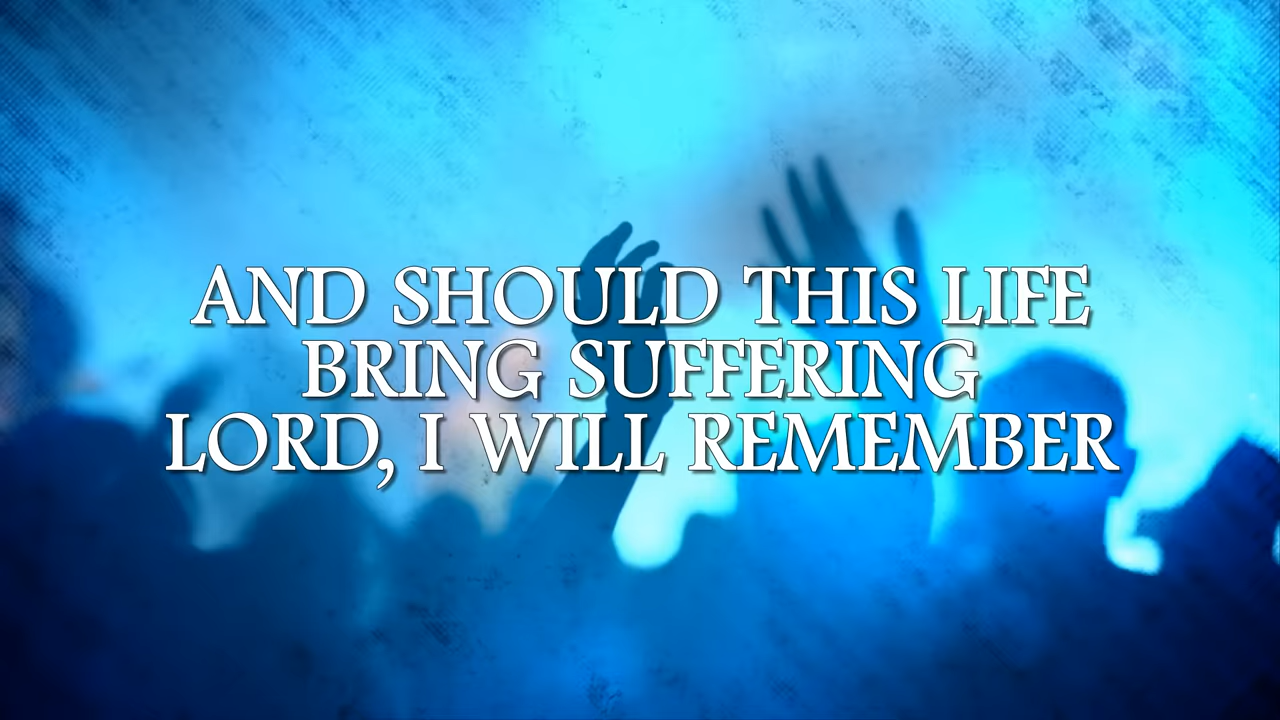 AND SHOULD THIS LIFE
BRING SUFFERING
LORD, I WILL REMEMBER